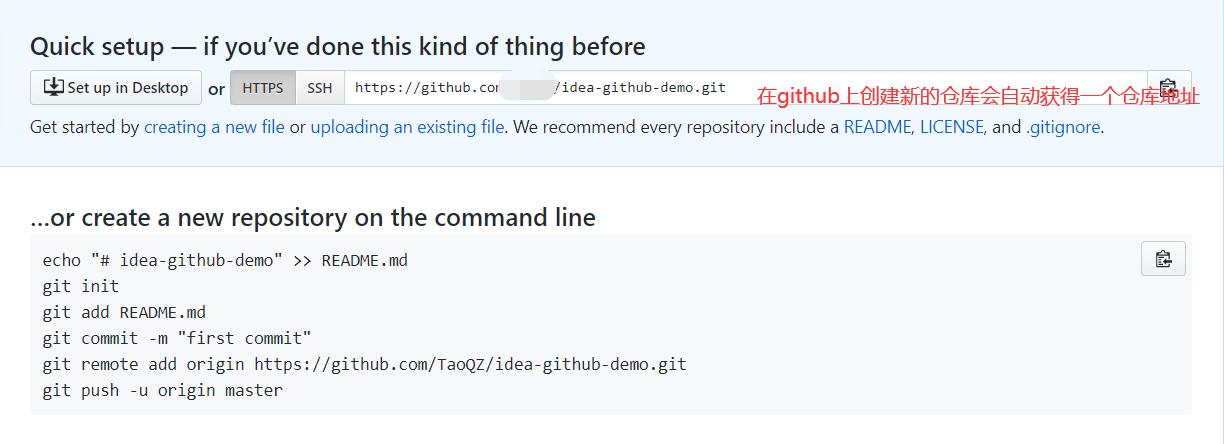 Quick setup — if you’ve done this kind of thing before
Set up in Desktop or HTTPS SSH https://github.co /idea-github-demo.git
在github上创建新的仓库会自动获得一个仓库地址
Get started by creating a new file or uploading an existing file. We recommend every repository include a README, LICENSE, and .gitignore.
…or create a new repository on the command line
echo "# idea-github-demo" >> README.md
git init
git add README.md
git commit -m "first commit"
git remote add origin https://github.com/TaoQZ/idea-github-demo.git
git push -u origin master